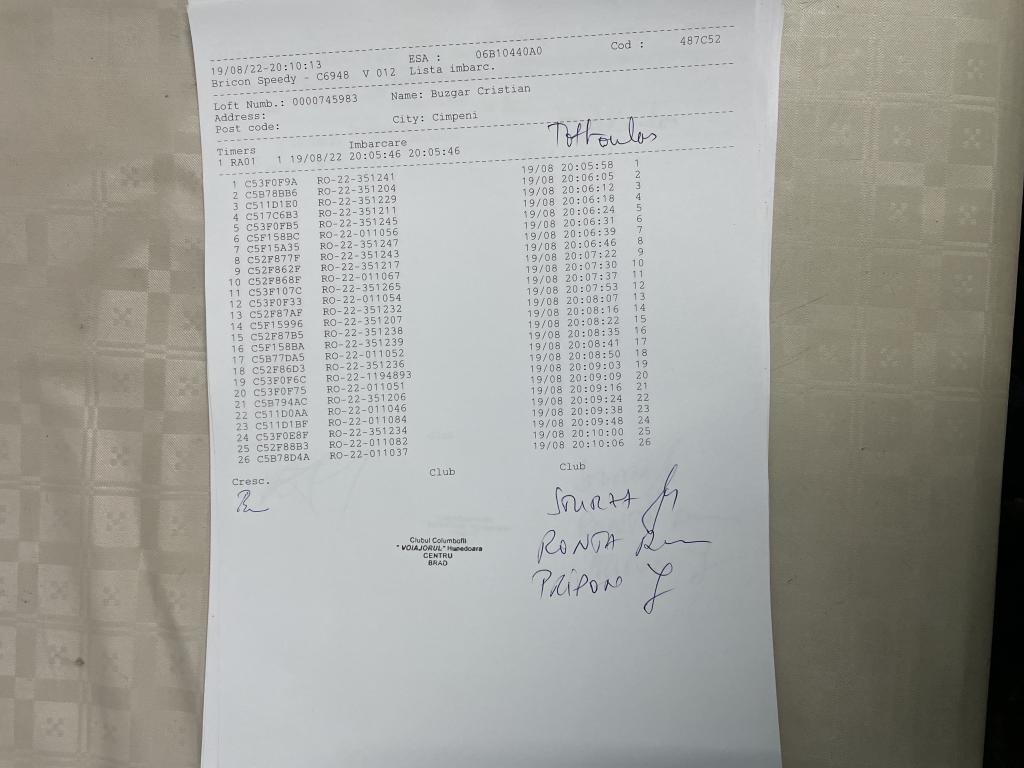 19/08/22-20:10:13 ESA : 06B10440A0 Cod : 487C52
Bricon Speedy - C6948 V 012 Lista imbarc.
Loft Numb.: 0000745983 Name: Buzgar Cristian
Address:
Post code: City: Cimpeni
Timers Imbarcare
1 RA01 1 19/08/22 20:05:46 20:05:46
1 C53F0F9A RO-22-351241 19/08 20:05:58 1
2 C5B78BB6 RO-22-351204 19/08 20:06:05 2
3 C511D1E0 RO-22-351229 19/08 20:06:12 3
4 C517C6B3 RO-22-351211 19/08 20:06:18 4
5 C53F0FB5 RO-22-351245 19/08 20:06:24 5
6 C5F158BC RO-22-011056 19/08 20:06:31 6
7 C5F15A35 RO-22-351247 19/08 20:06:39 7
8 C52F877F RO-22-351243 19/08 20:06:46 8
9 C52F862F RO-22-351217 19/08 20:07:22 9
10 C52F868F RO-22-011067 19/08 20:07:30 10
11 C53F107C RO-22-351265 19/08 20:07:37 11
12 C53F0F33 RO-22-011054 19/08 20:07:53 12
13 C52F87AF RO-22-351232 19/08 20:08:07 13
14 C5F15996 RO-22-351207 19/08 20:08:16 14
15 C52F87B5 RO-22-351238 19/08 20:08:22 15
16 C5F158BA RO-22-351239 19/08 20:08:35 16
17 C5B77DA5 RO-22-011052 19/08 20:08:41 17
18 C52F86D3 RO-22-351236 19/08 20:08:50 18
19 C53F0F6C RO-22-1194893 19/08 20:09:03 19
20 C53F0F75 RO-22-011051 19/08 20:09:09 20
21 C5B794AC RO-22-351206 19/08 20:09:16 21
22 C511D0AA RO-22-011046 19/08 20:09:24 22
23 C511D1BF RO-22-011084 19/08 20:09:38 23
24 C53F0E8F RO-22-351234 19/08 20:09:48 24
25 C52F88B3 RO-22-011082 19/08 20:10:00 25
26 C5B78D4A RO-22-011037 19/08 20:10:06 26
Cresc. Club Club
Clubul Columbofil
"VOIAJORUL" Hunedoara
CENTRU
BRAD
RONTA